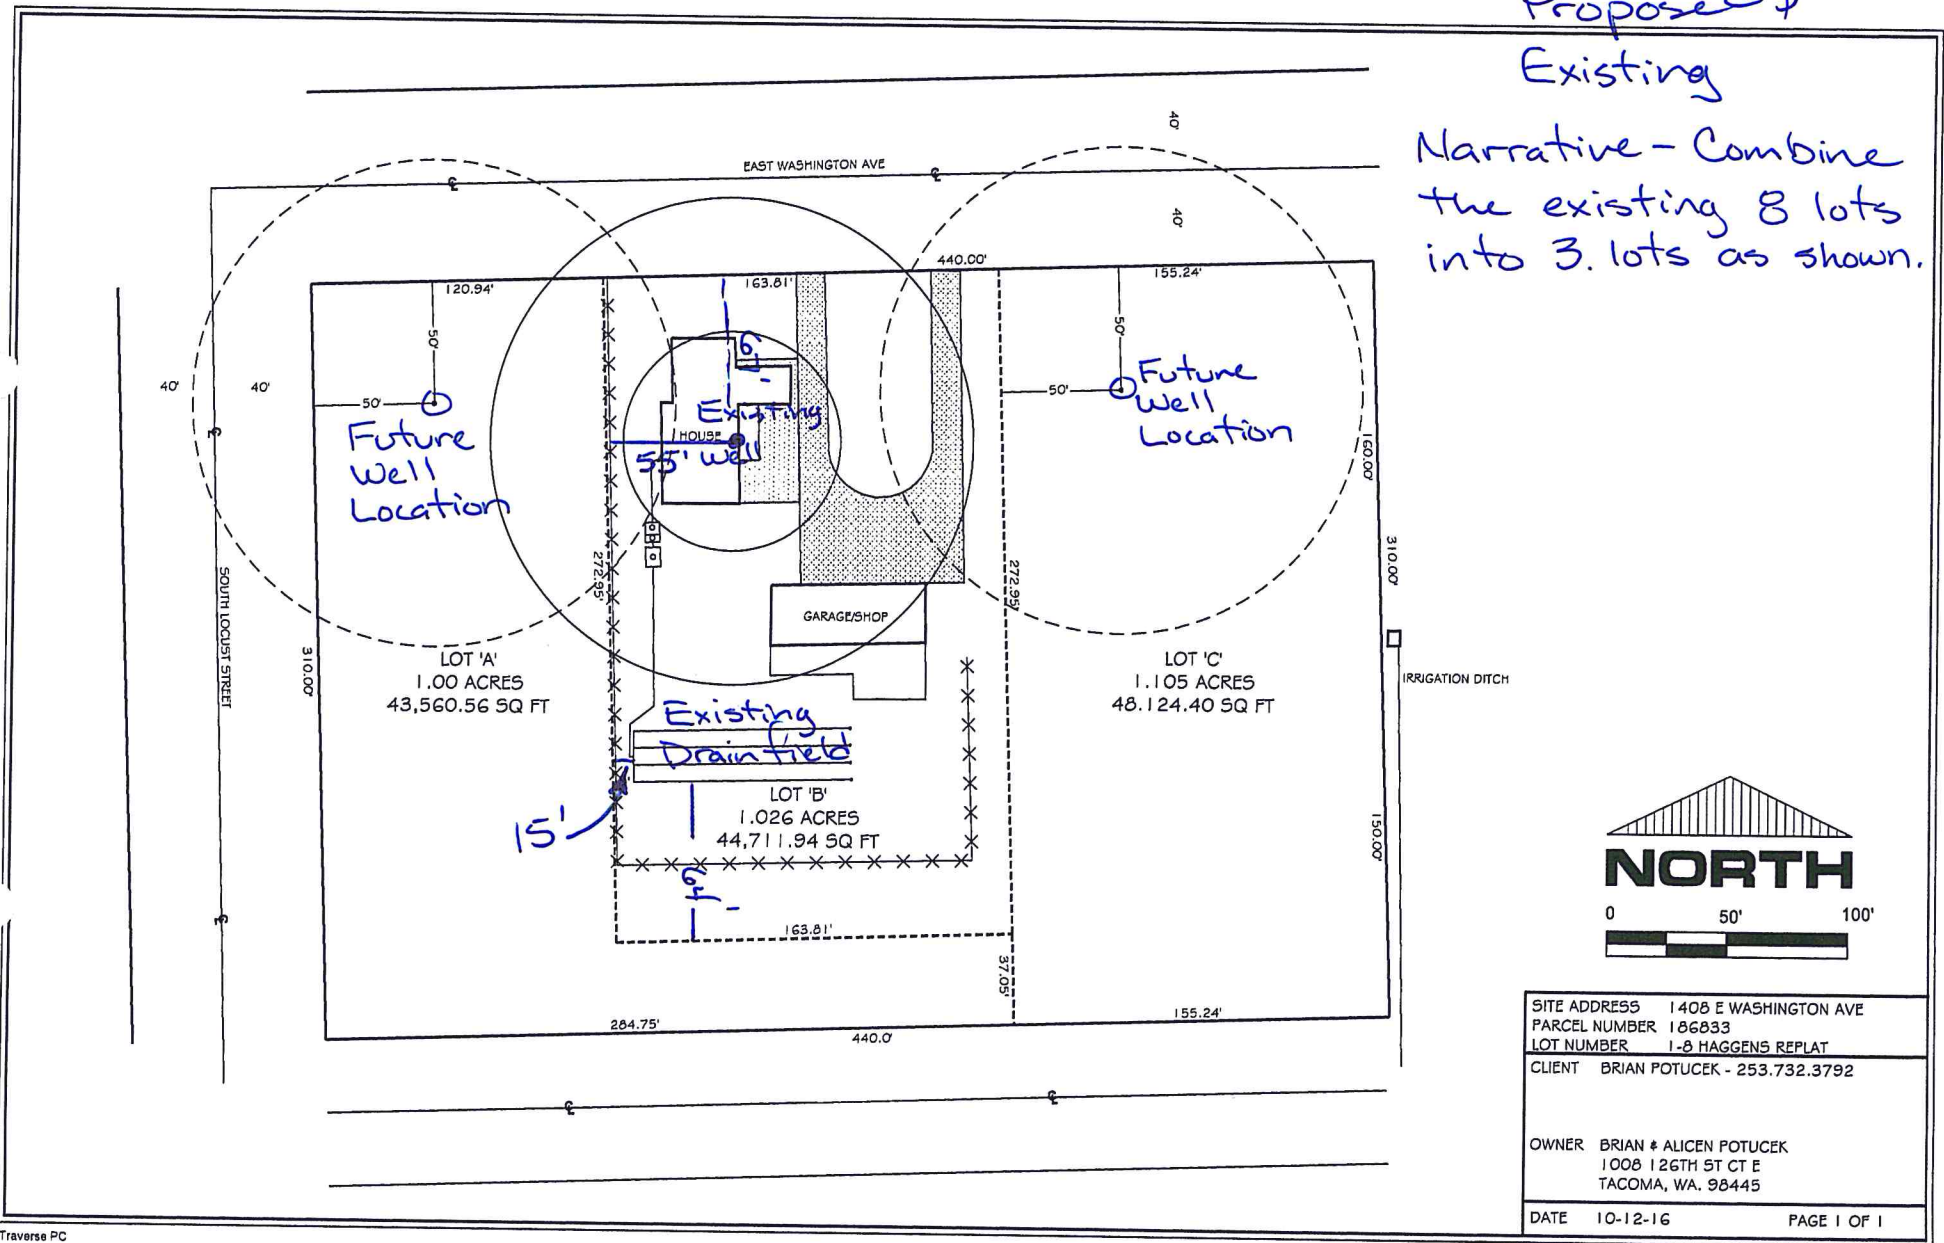 Proposed &
Existing
Narrative - Combine
the existing 8 lots
into 3. lots as shown.
40'
EAST WASHINGTON AVE
40'
440.00'
120.94'
163.81'
155.24'
50'
50'
40'
40'
50'
50'
Future
Well
Location
Future
Well
Location
Existing
HOUSE
55' Well
160.00'
SOUTH LOCUST STREET
272.95'
272.95'
310.00'
310.00'
GARAGE/SHOP
LOT 'A'
1.00 ACRES
43,560.56 SQ FT
LOT 'C'
1.105 ACRES
48.124.40 SQ FT
IRRIGATION DITCH
Existing
Drainfield
15'
LOT 'B'
1.026 ACRES
44,711.94 SQ FT
150.00'
163.81'
37.05'
284.75'
155.24'
440.0'
NORTH
0 50' 100'
SITE ADDRESS 1408 E WASHINGTON AVE
PARCEL NUMBER 186833
LOT NUMBER 1-8 HAGGENS REPLAT
CLIENT BRIAN POTUCEK - 253.732.3792
OWNER BRIAN & ALICEN POTUCEK
1008 126TH ST CT E
TACOMA, WA. 98445
DATE 10-12-16 PAGE 1 OF 1
Traverse PC